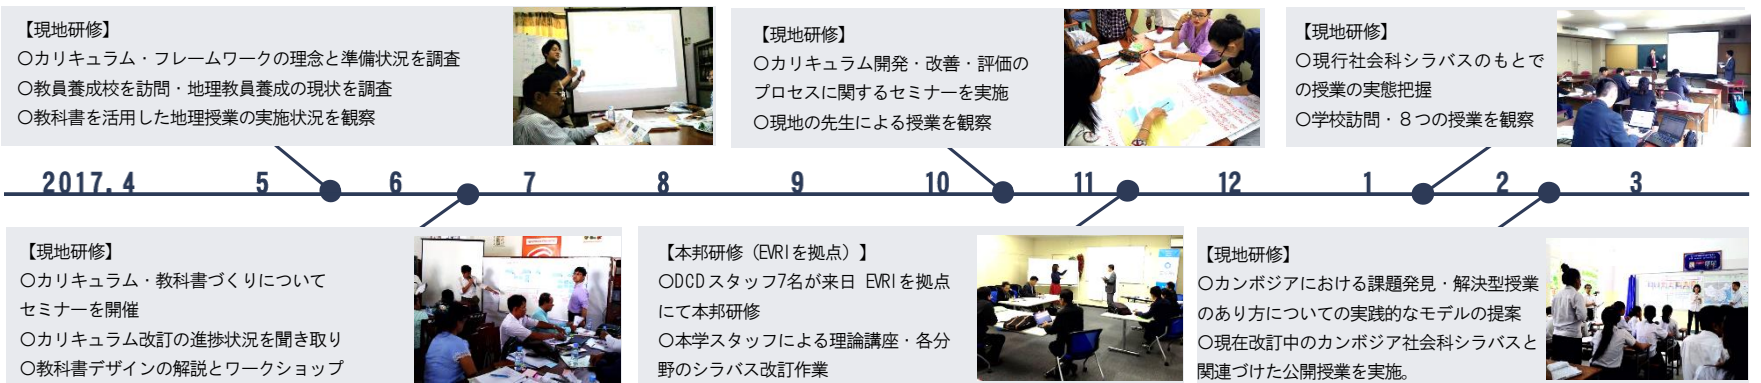 【現地研修】
○カリキュラム・フレームワークの理念と準備状況を調査
○教員養成校を訪問・地理教員養成の現状を調査
○教科書を活用した地理授業の実施状況を観察
【現地研修】
○カリキュラム開発・改善・評価の
プロセスに関するセミナーを実施
○現地の先生による授業を観察
【現地研修】
○現行社会科シラバスのもとで
の授業の実態把握
○学校訪問・８つの授業を観察
2017.4 5 6 7 8 9 10 11 12 1 2 3
【現地研修】
○カリキュラム・教科書づくりについて
セミナーを開催
○カリキュラム改訂の進捗状況を聞き取り
○教科書デザインの解説とワークショップ
【本邦研修（EVRIを拠点）】
○DCDスタッフ7名が来日 EVRIを拠点
にて本邦研修
○本学スタッフによる理論講座・各分
野のシラバス改訂作業
【現地研修】
○カンボジアにおける課題発見・解決型授業
のあり方についての実践的なモデルの提案
○現在改訂中のカンボジア社会科シラバスと
関連づけた公開授業を実施。